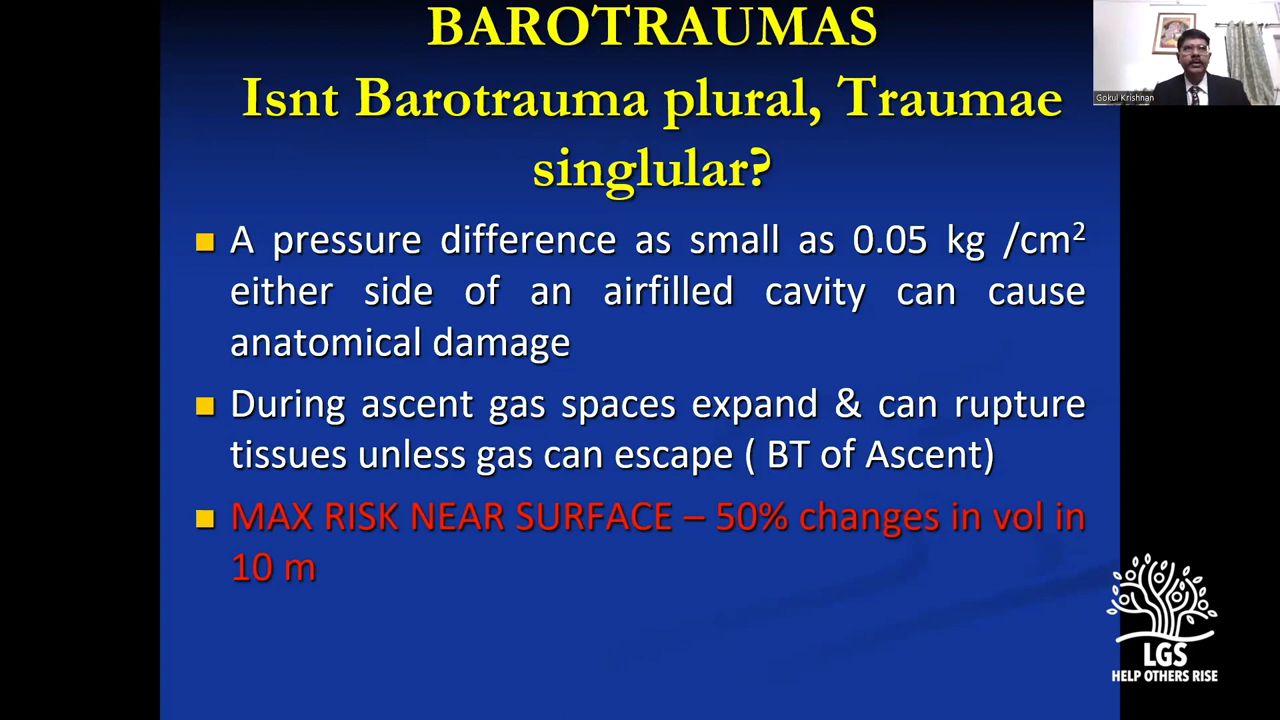 BAROTRAUMAS
Isnt Barotrauma plural, Traumae
singlular?
Gokul Krishnan
A pressure difference as small as 0.05 kg /cm²
either side of an airfilled cavity can cause
anatomical damage
During ascent gas spaces expand & can rupture
tissues unless gas can escape ( BT of Ascent)
MAX RISK NEAR SURFACE – 50% changes in vol in
10 m
LGS
HELP OTHERS RISE